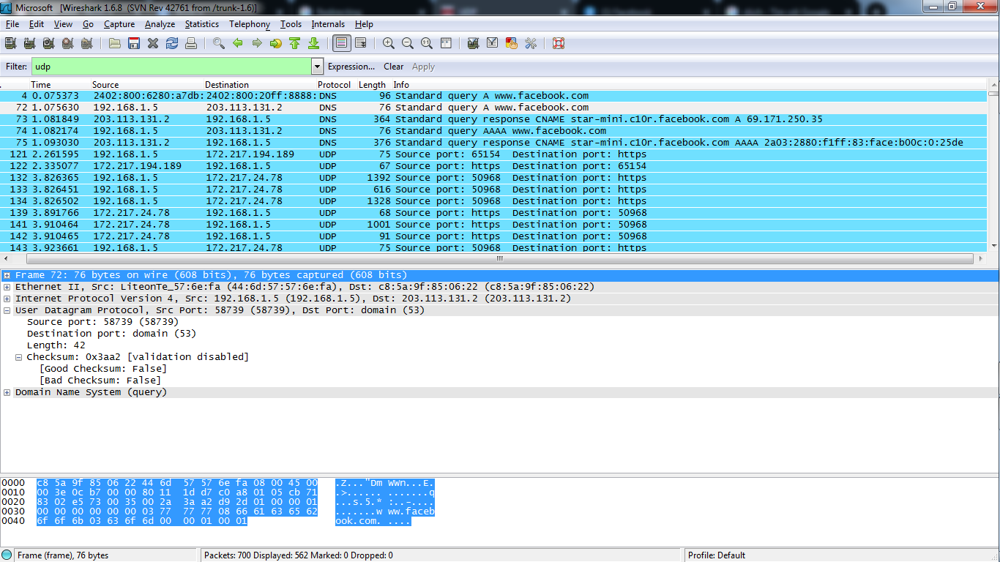 Microsoft [Wireshark 1.6.8 (SVN Rev 42761 from /trunk-1.6)]
File Edit View Go Capture Analyze Statistics Telephony Tools Internals Help
Filter: udp Expression... Clear Apply
. Time Source Destination Protocol Length Info
4 0.075373 2402:800:6280:a7db: 2402:800:20ff:8888: DNS 96 Standard query A www.facebook.com
72 1.075630 192.168.1.5 203.113.131.2 DNS 76 Standard query A www.facebook.com
73 1.081849 203.113.131.2 192.168.1.5 DNS 364 Standard query response CNAME star-mini.c10r.facebook.com A 69.171.250.35
74 1.082174 192.168.1.5 203.113.131.2 DNS 76 Standard query AAAA www.facebook.com
75 1.093030 203.113.131.2 192.168.1.5 DNS 376 Standard query response CNAME star-mini.c10r.facebook.com AAAA 2a03:2880:f1ff:83:face:b00c:0:25de
121 2.261595 192.168.1.5 172.217.194.189 UDP 75 Source port: 65154 Destination port: https
122 2.335077 172.217.194.189 192.168.1.5 UDP 67 Source port: https Destination port: 65154
132 3.826365 192.168.1.5 172.217.24.78 UDP 1392 Source port: 50968 Destination port: https
133 3.826451 192.168.1.5 172.217.24.78 UDP 616 Source port: 50968 Destination port: https
134 3.826502 192.168.1.5 172.217.24.78 UDP 1328 Source port: 50968 Destination port: https
139 3.891766 172.217.24.78 192.168.1.5 UDP 68 Source port: https Destination port: 50968
141 3.910464 172.217.24.78 192.168.1.5 UDP 1001 Source port: https Destination port: 50968
142 3.910465 172.217.24.78 192.168.1.5 UDP 91 Source port: https Destination port: 50968
143 3.923661 192.168.1.5 172.217.24.78 UDP 75 Source port: 50968 Destination port: https
Frame 72: 76 bytes on wire (608 bits), 76 bytes captured (608 bits)
Ethernet II, Src: LiteonTe_57:6e:fa (44:6d:57:57:6e:fa), Dst: c8:5a:9f:85:06:22 (c8:5a:9f:85:06:22)
Internet Protocol Version 4, Src: 192.168.1.5 (192.168.1.5), Dst: 203.113.131.2 (203.113.131.2)
User Datagram Protocol, Src Port: 58739 (58739), Dst Port: domain (53)
Source port: 58739 (58739)
Destination port: domain (53)
Length: 42
Checksum: 0x3aa2 [validation disabled]
[Good Checksum: False]
[Bad Checksum: False]
Domain Name System (query)
0000 c8 5a 9f 85 06 22 44 6d 57 57 6e fa 08 00 45 00 .Z..."Dm WWn...E.
0010 00 3e 0c b7 00 00 80 11 1d d7 c0 a8 01 05 cb 71 .>...... .......q
0020 83 02 e5 73 00 35 00 2a 3a a2 d9 2d 01 00 00 01 ...s.5.* :..-....
0030 00 00 00 00 00 00 03 77 77 77 08 66 61 63 65 62 .......w ww.faceb
0040 6f 6f 6b 03 63 6f 6d 00 00 01 00 01 ook.com. ....
Frame (frame), 76 bytes Packets: 700 Displayed: 562 Marked: 0 Dropped: 0 Profile: Default